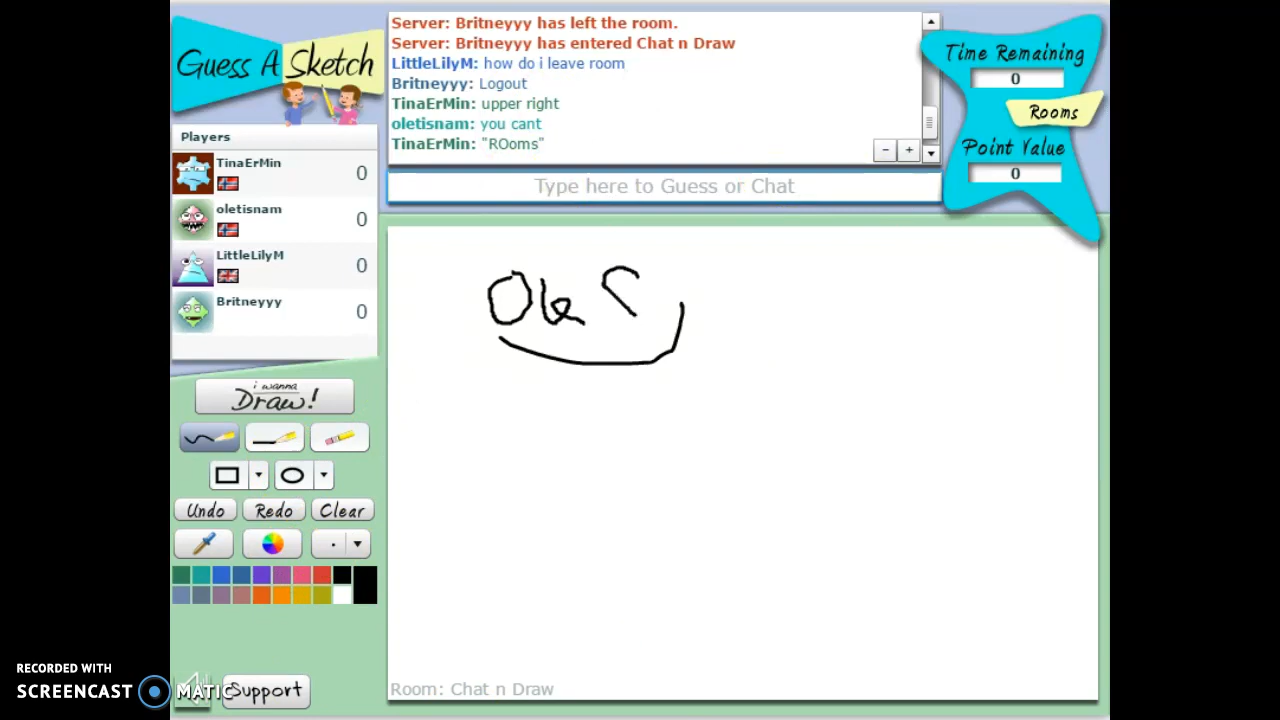 Guess A Sketch
Server: Britneyyy has left the room.
Server: Britneyyy has entered Chat n Draw
LittleLilyM: how do i leave room
Britneyyy: Logout
TinaErMin: upper right
oletisnam: you cant
TinaErMin: "ROoms"
- +
Type here to Guess or Chat
Time Remaining
0
Rooms
Point Value
0
Players
TinaErMin 0
oletisnam 0
LittleLilyM 0
Britneyyy 0
i wanna
Draw!
Undo Redo Clear
Ole
Support
Room: Chat n Draw
RECORDED WITH
SCREENCAST MATIC